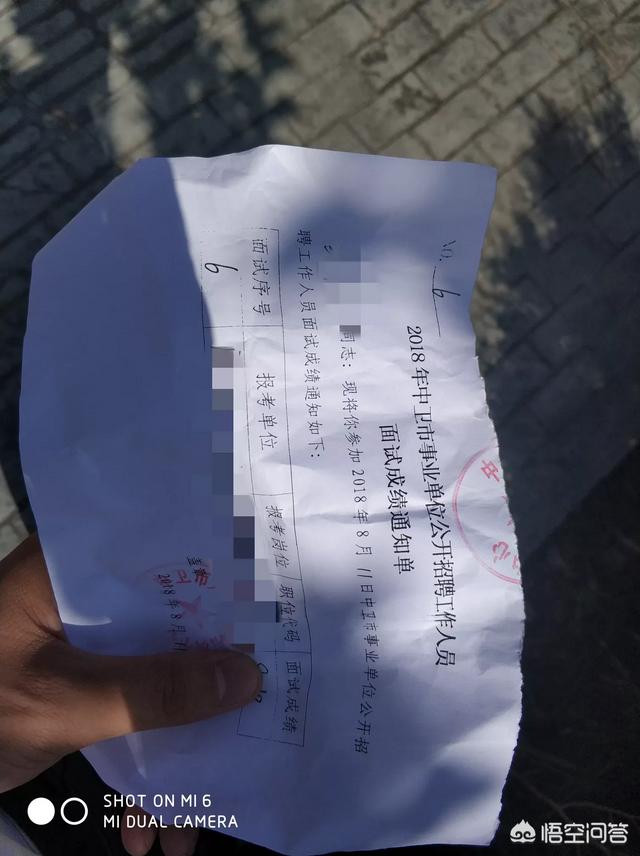 NO. 6
2018年中卫市事业单位公开招聘工作人员
面试成绩通知单
同志：现将你参加2018年8月11日中卫市事业单位公开招
聘工作人员面试成绩通知如下：
面试序号 报考单位 报考岗位 职位代码 面试成绩
6
2018年8月11
SHOT ON MI 6
MI DUAL CAMERA
悟空问答